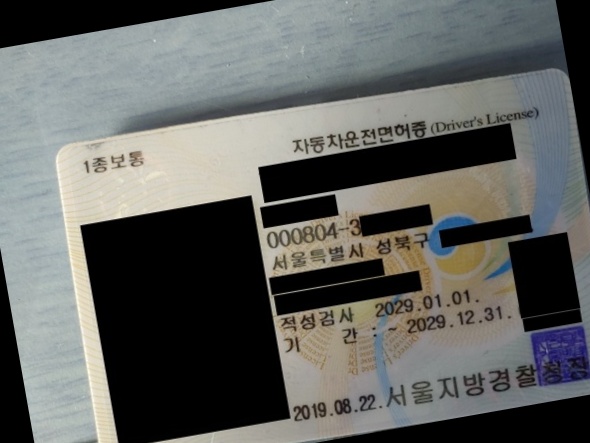 자동차운전면허증 (Driver's License)
1종보통
000804-3
서울특별시 성북구
적성검사 2029.01.01.
기 간 : ~ 2029.12.31.
2019.08.22. 서울지방경찰청장